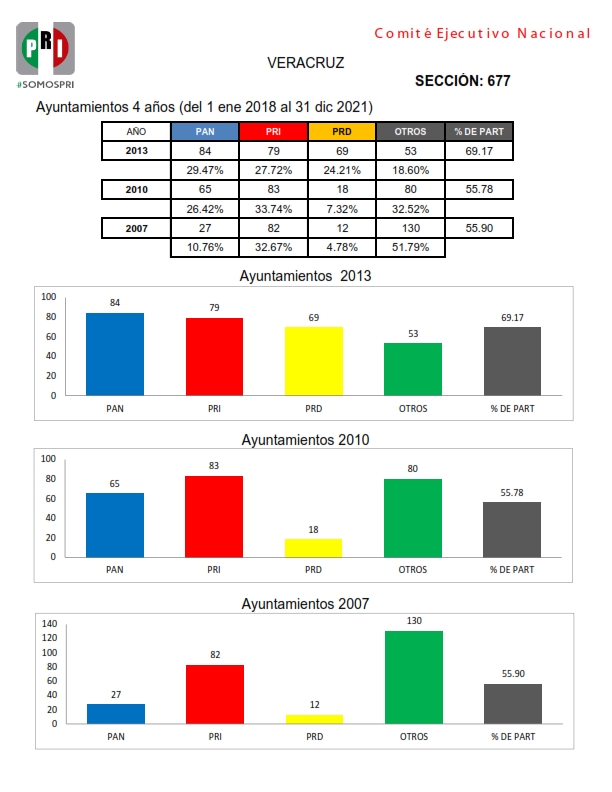 Comité Ejecutivo Nacional
PRI
#SOMOSPRI
VERACRUZ
SECCIÓN: 677
Ayuntamientos 4 años (del 1 ene 2018 al 31 dic 2021)
AÑO PAN PRI PRD OTROS % DE PART
2013 84 79 69 53 69.17
29.47% 27.72% 24.21% 18.60%
2010 65 83 18 80 55.78
26.42% 33.74% 7.32% 32.52%
2007 27 82 12 130 55.90
10.76% 32.67% 4.78% 51.79%
Ayuntamientos 2013
100
80
60
40
20
0
84 79 69 53 69.17
PAN PRI PRD OTROS % DE PART
Ayuntamientos 2010
100
80
60
40
20
0
65 83 18 80 55.78
PAN PRI PRD OTROS % DE PART
Ayuntamientos 2007
140
120
100
80
60
40
20
0
27 82 12 130 55.90
PAN PRI PRD OTROS % DE PART